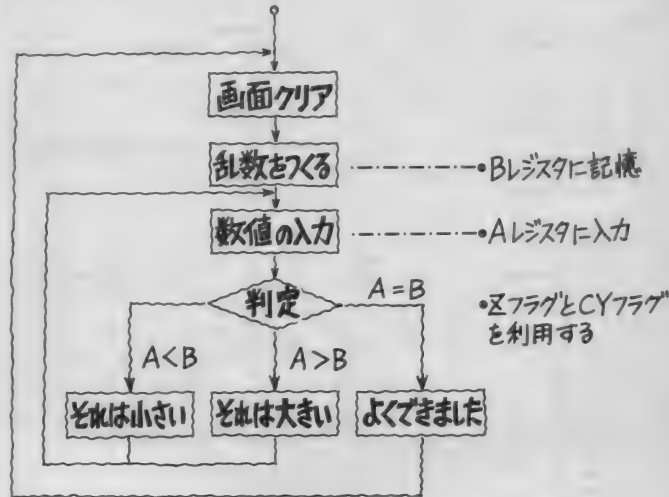 画面クリア
乱数をつくる
•Bレジスタに記憶
数値の入力
•Aレジスタに入力
判定
A=B
•ZフラグとCYフラグ
を利用する
A<B
A>B
それは小さい
それは大きい
よくできました